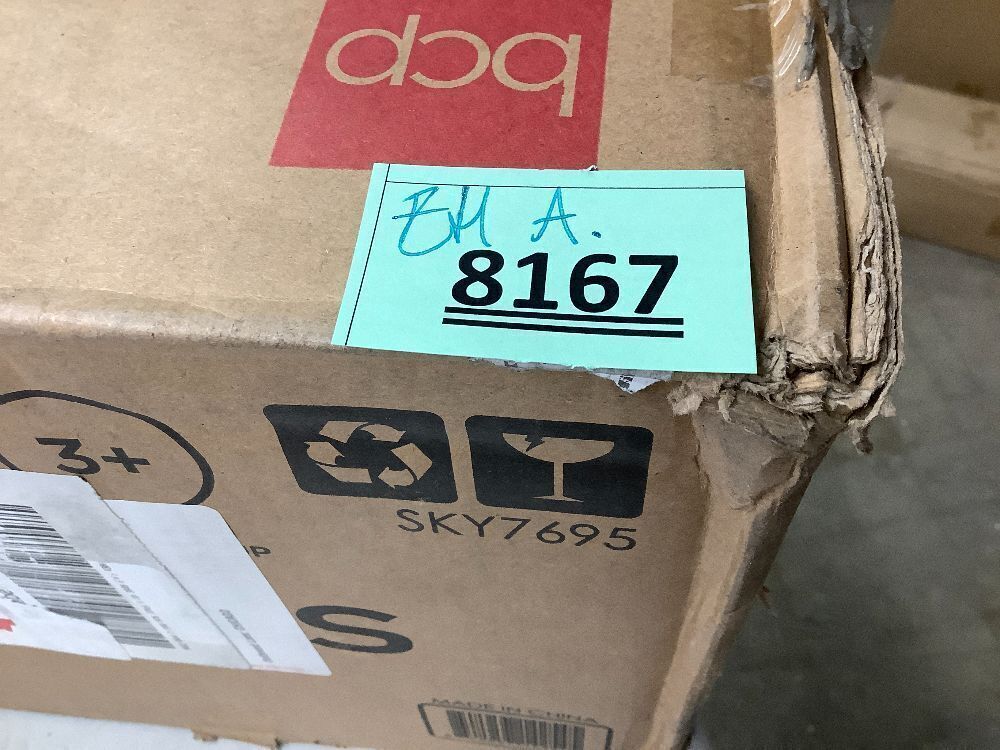 bcp
EM A.
8167
3+
SKY7695
S
MADE IN CHINA